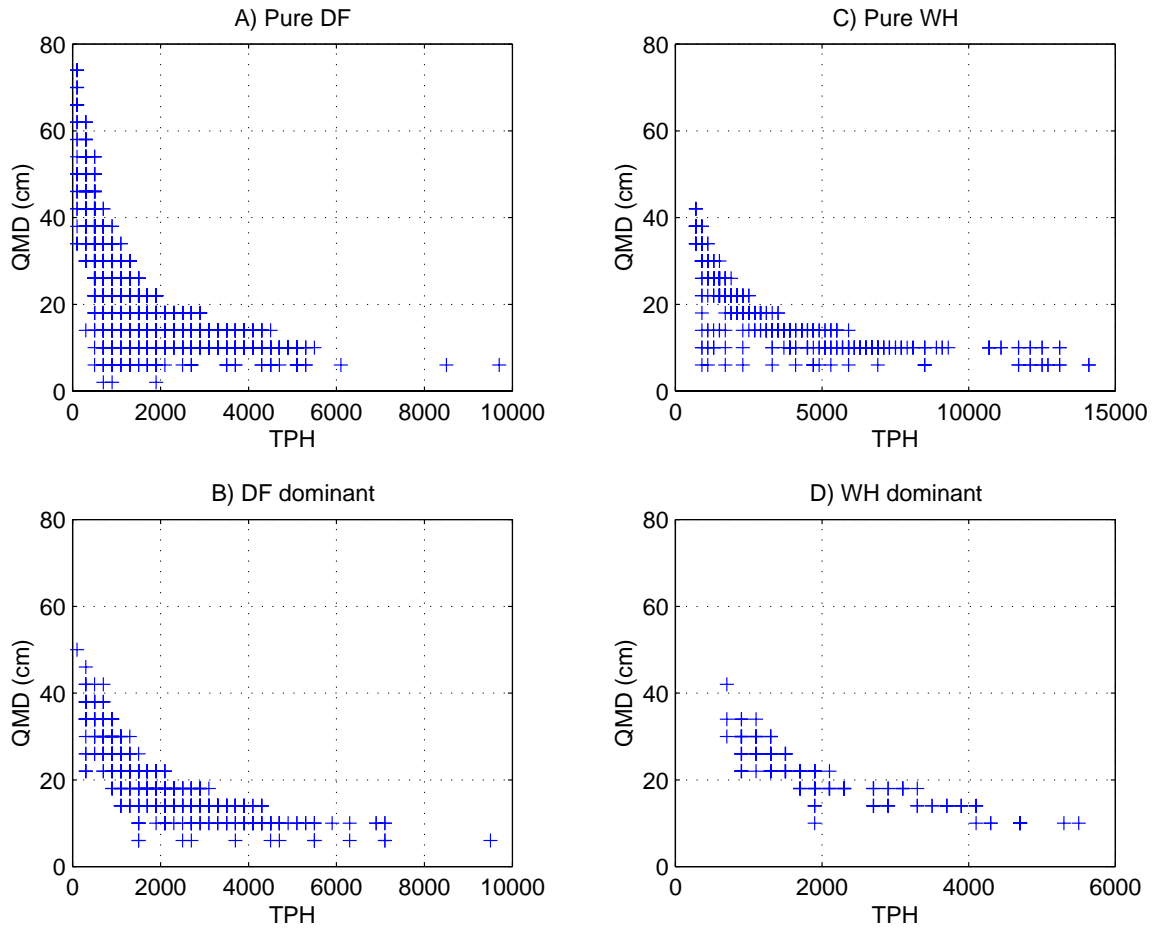 A) Pure DF
80
60
40
20
0
QMD (cm)
0 2000 4000 6000 8000 10000
TPH
C) Pure WH
80
60
40
20
0
QMD (cm)
0 5000 10000 15000
TPH
B) DF dominant
80
60
40
20
0
QMD (cm)
0 2000 4000 6000 8000 10000
TPH
D) WH dominant
80
60
40
20
0
QMD (cm)
0 2000 4000 6000
TPH